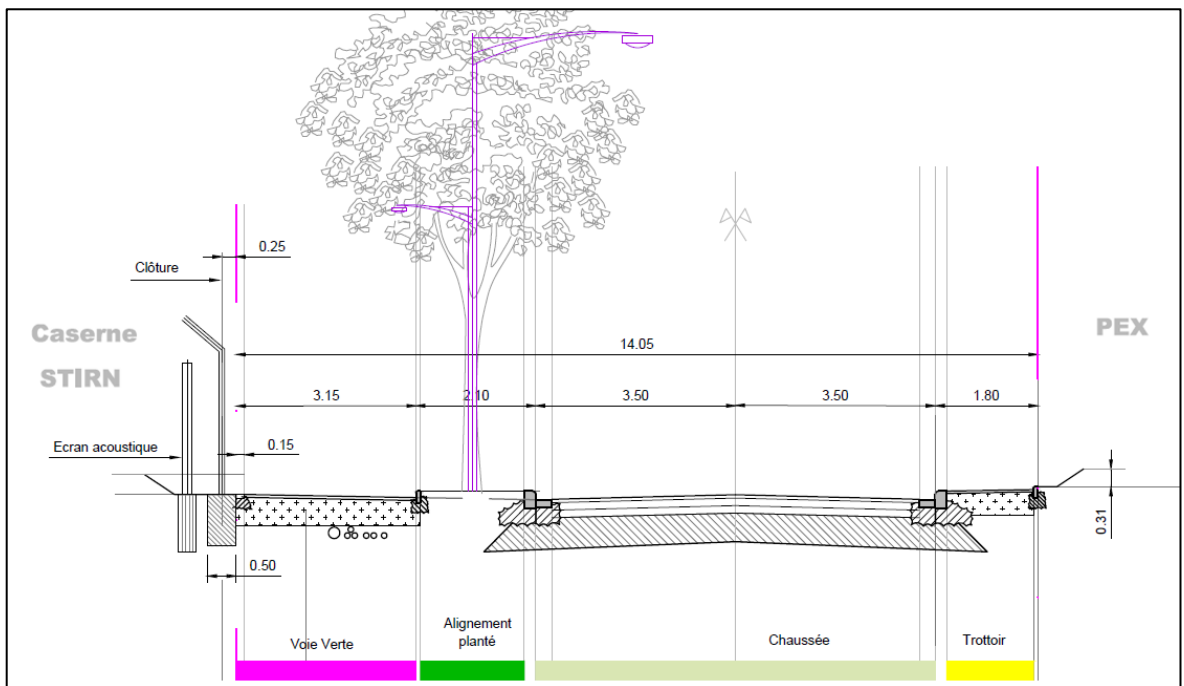 0.25
Clôture
Caserne
STIRN
PEX
14.05
3.15
2.10
3.50
3.50
1.80
Ecran acoustique
0.15
0.31
0.50
Voie Verte
Alignement
planté
Chaussée
Trottoir